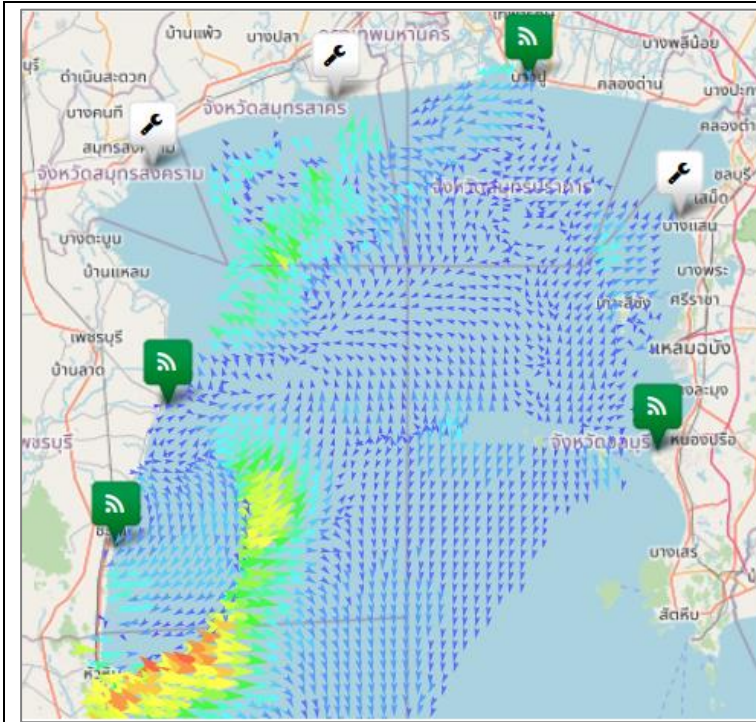 บ้านแพ้ว
บางปลา
กรุงเทพมหานคร
บางพลีน้อย
ดำเนินสะดวก
บางปู
คลองด่าน
บางคนที
จังหวัดสมุทรสาคร
จังหวัดสมุทรสงคราม
จังหวัดสมุทรปราการ
ชลบุรี
เสม็ด
บางแสน
บางตะบูน
บ้านแหลม
บางพระ
เกาะสีชัง
ศรีราชา
เพชรบุรี
แหลมฉบัง
บ้านลาด
จังหวัดชลบุรี
หนองปรือ
บางเสร่
สัตหีบ